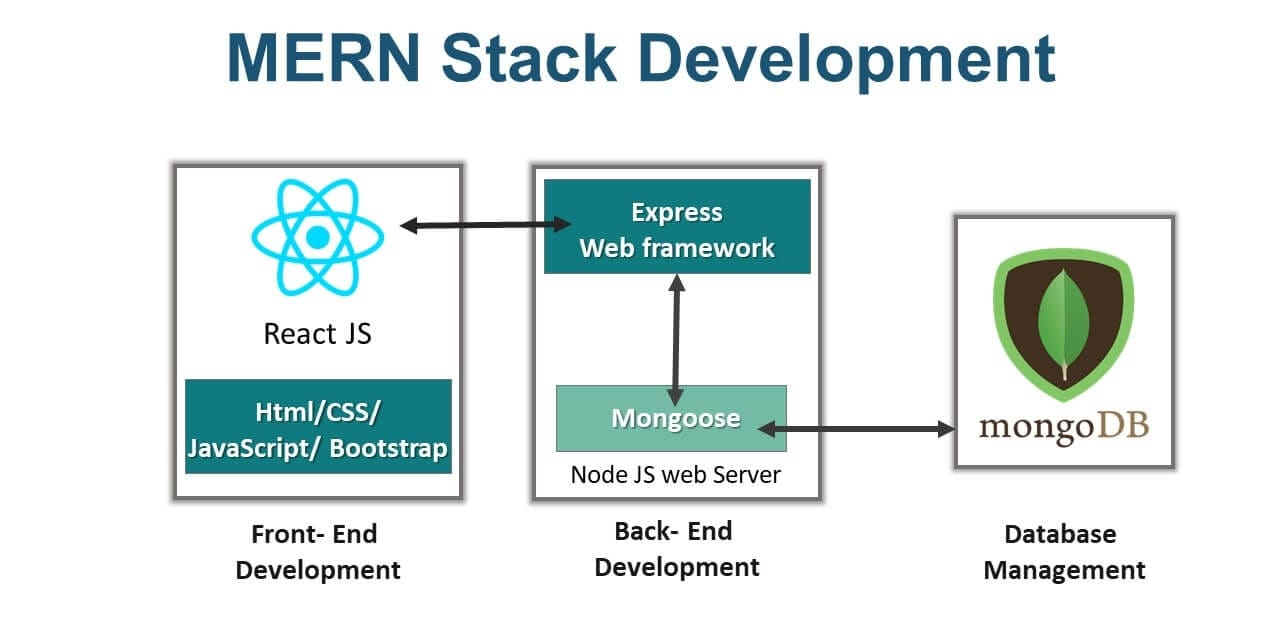 MERN Stack Development
React JS
Html/CSS/
JavaScript/ Bootstrap
Front- End
Development
Express
Web framework
Mongoose
Node JS web Server
Back- End
Development
mongoDB
Database
Management